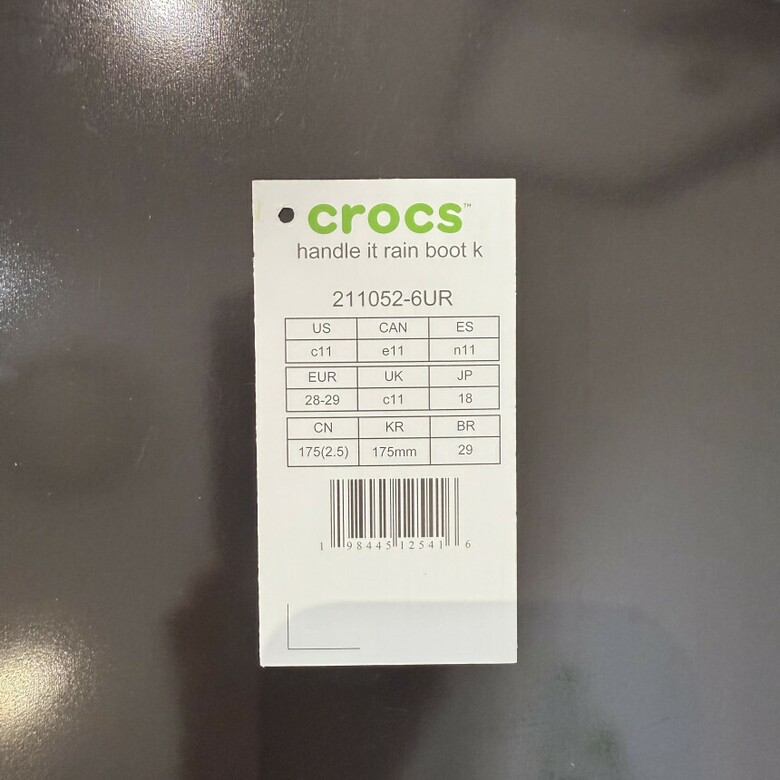 crocs™
handle it rain boot k
211052-6UR
US CAN ES
c11 e11 n11
EUR UK JP
28-29 c11 18
CN KR BR
175(2.5) 175mm 29
1 98445 12541 6